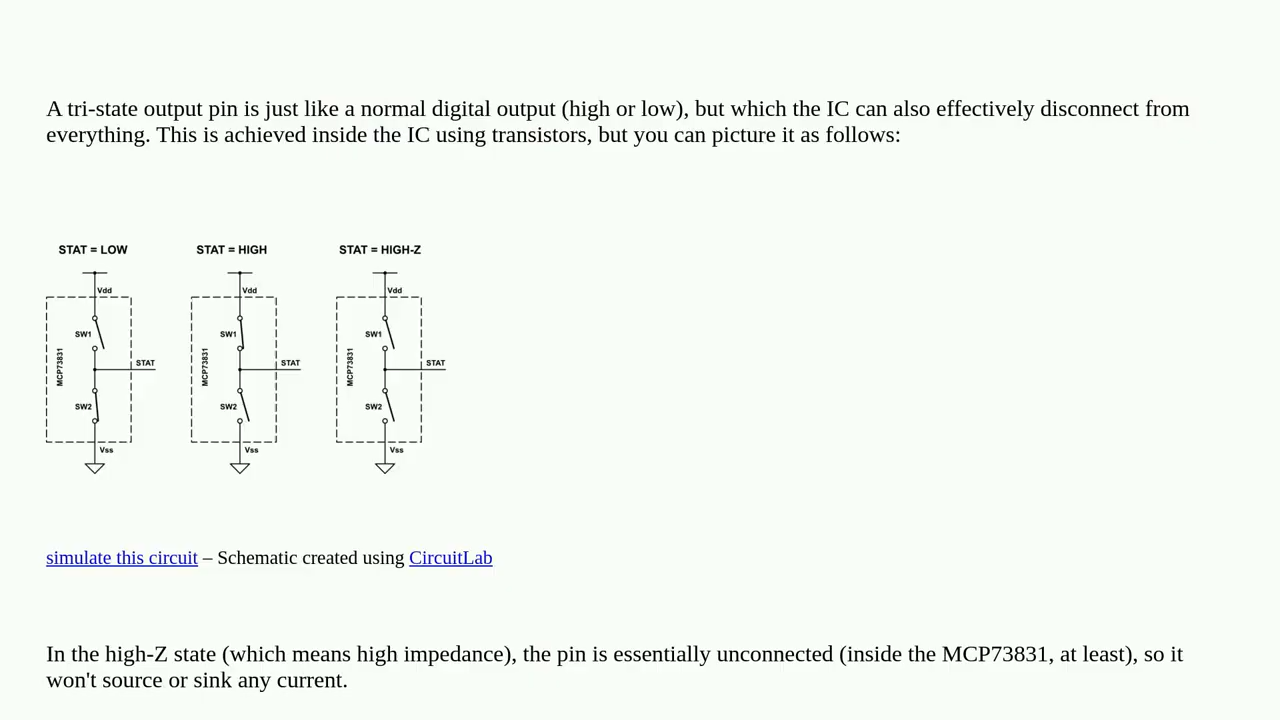 A tri-state output pin is just like a normal digital output (high or low), but which the IC can also effectively disconnect from
everything. This is achieved inside the IC using transistors, but you can picture it as follows:
STAT = LOW
STAT = HIGH
STAT = HIGH-Z
Vdd
Vdd
Vdd
SW1
SW1
SW1
MCP73831
STAT
MCP73831
STAT
MCP73831
STAT
SW2
SW2
SW2
Vss
Vss
Vss
simulate this circuit – Schematic created using CircuitLab
In the high-Z state (which means high impedance), the pin is essentially unconnected (inside the MCP73831, at least), so it
won't source or sink any current.